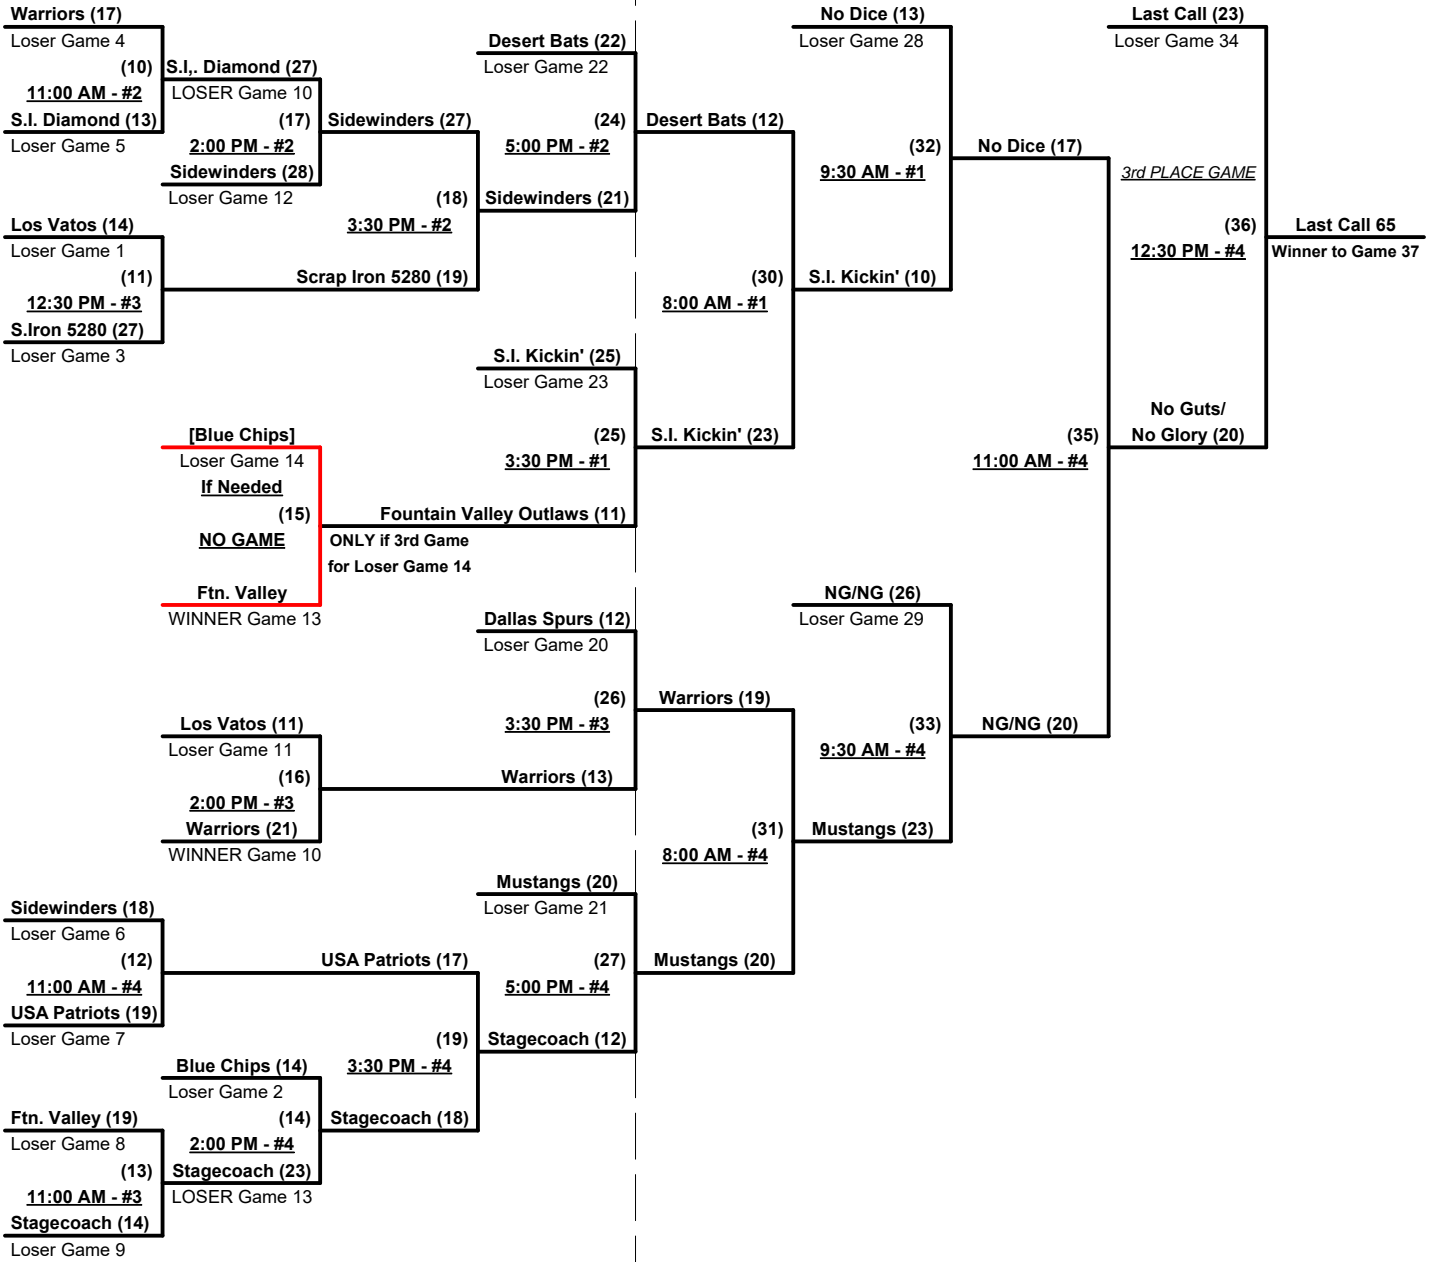 Warriors (17)
Loser Game 4
(10)
11:00 AM - #2
S.I. Diamond (13)
Loser Game 5
S.I,. Diamond (27)
LOSER Game 10
(17)
2:00 PM - #2
Sidewinders (28)
Loser Game 12
Los Vatos (14)
Loser Game 1
(11)
12:30 PM - #3
S.Iron 5280 (27)
Loser Game 3
Sidewinders (27)
(18)
3:30 PM - #2
Scrap Iron 5280 (19)
Desert Bats (22)
Loser Game 22
(24)
5:00 PM - #2
Sidewinders (21)
[Blue Chips]
Loser Game 14
If Needed
(15)
NO GAME
Ftn. Valley
WINNER Game 13
S.I. Kickin' (25)
Loser Game 23
(25)
3:30 PM - #1
Fountain Valley Outlaws (11)
ONLY if 3rd Game
for Loser Game 14
Los Vatos (11)
Loser Game 11
(16)
2:00 PM - #3
Warriors (21)
WINNER Game 10
Dallas Spurs (12)
Loser Game 20
(26)
3:30 PM - #3
Warriors (13)
Sidewinders (18)
Loser Game 6
(12)
11:00 AM - #4
USA Patriots (19)
Loser Game 7
Ftn. Valley (19)
Loser Game 8
(13)
11:00 AM - #3
Stagecoach (14)
Loser Game 9
Blue Chips (14)
Loser Game 2
(14)
2:00 PM - #4
Stagecoach (23)
LOSER Game 13
USA Patriots (17)
(19)
3:30 PM - #4
Stagecoach (18)
Mustangs (20)
Loser Game 21
(27)
5:00 PM - #4
Stagecoach (12)
Desert Bats (12)
(30)
8:00 AM - #1
S.I. Kickin' (23)
Warriors (19)
(31)
8:00 AM - #4
Mustangs (20)
No Dice (13)
Loser Game 28
(32)
9:30 AM - #1
S.I. Kickin' (10)
NG/NG (26)
Loser Game 29
(33)
9:30 AM - #4
Mustangs (23)
No Dice (17)
(35)
11:00 AM - #4
NG/NG (20)
Last Call (23)
Loser Game 34
3rd PLACE GAME
(36)
12:30 PM - #4
No Guts/
No Glory (20)
Last Call 65
Winner to Game 37